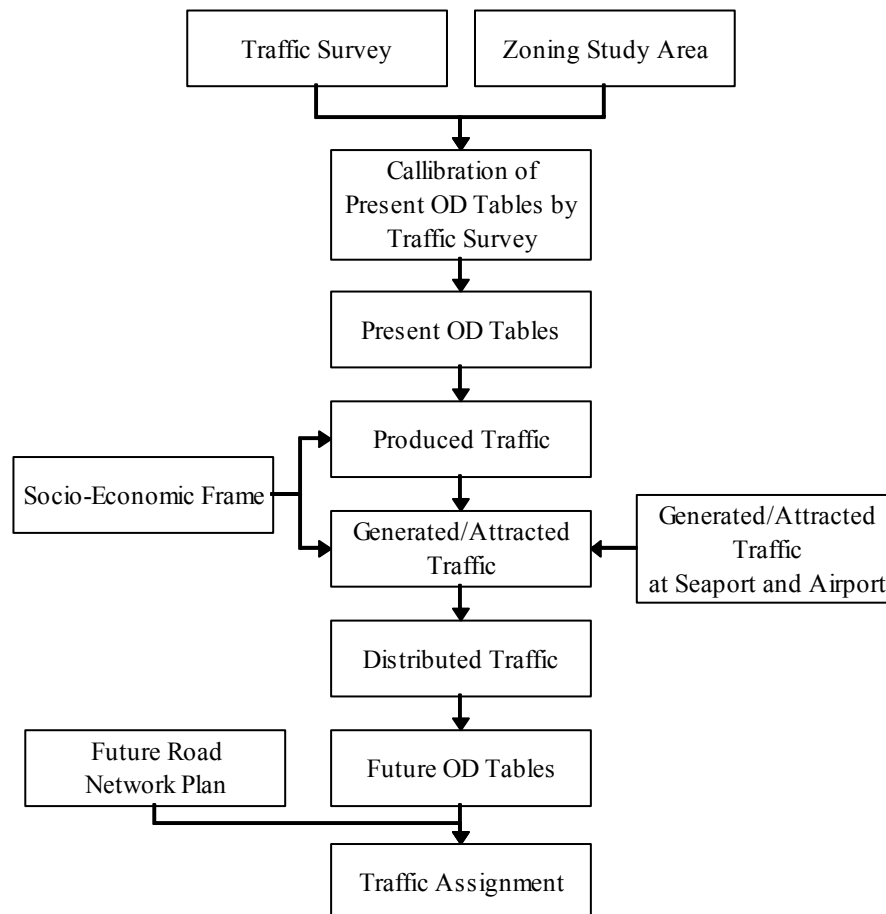 Traffic Survey
Zoning Study Area
Callibration of
Present OD Tables by
Traffic Survey
Present OD Tables
Produced Traffic
Socio-Economic Frame
Generated/Attracted
Traffic
Generated/Attracted
Traffic
at Seaport and Airport
Distributed Traffic
Future Road
Network Plan
Future OD Tables
Traffic Assignment